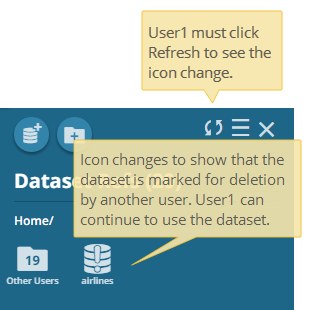 User1 must click
Refresh to see the
icon change.
Icon changes to show that the
dataset is marked for deletion
by another user. User1 can
continue to use the dataset.
Home/
19
Other Users
airlines